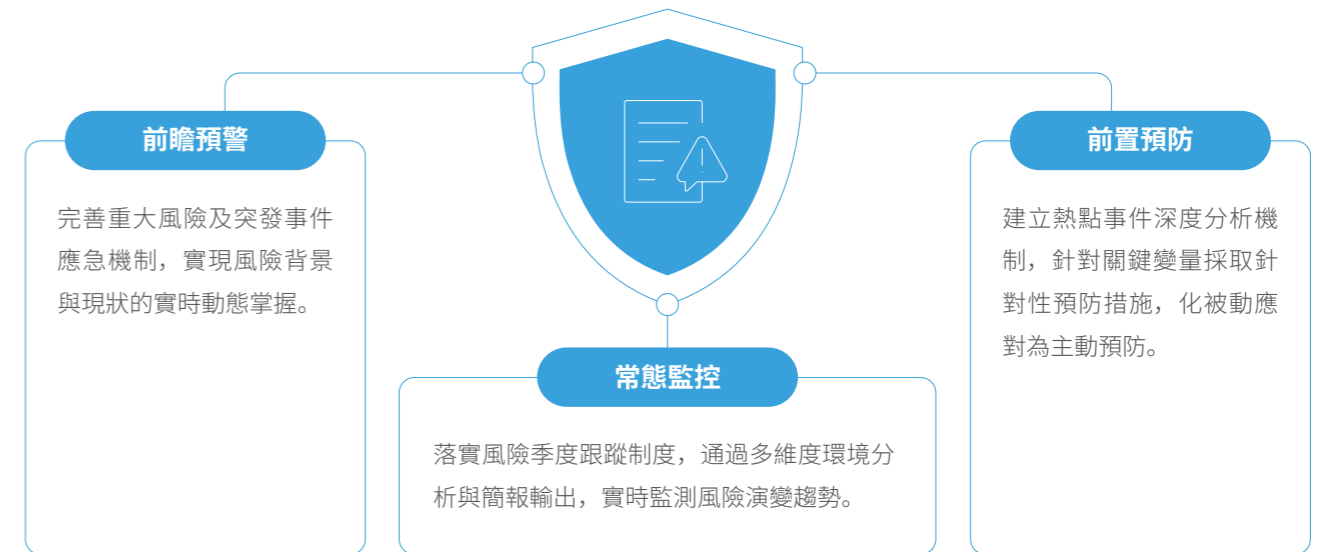 前瞻預警
完善重大風險及突發事件
應急機制，實現風險背景
與現狀的實時動態掌握。
常態監控
落實風險季度跟蹤制度，通過多維度環境分
析與簡報輸出，實時監測風險演變趨勢。
前置預防
建立熱點事件深度分析機
制，針對關鍵變量採取針
對性預防措施，化被動應
對為主動預防。